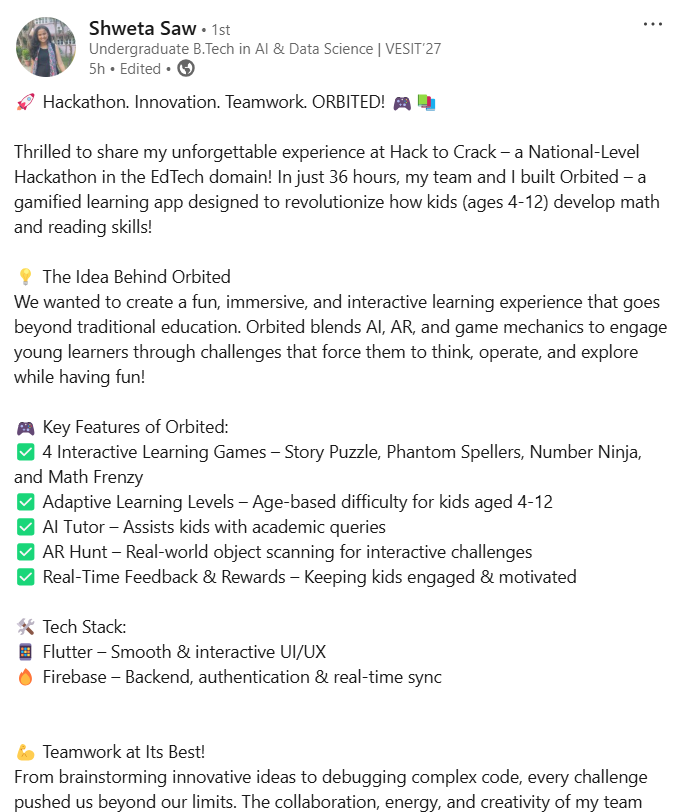 Shweta Saw • 1st
Undergraduate B.Tech in AI & Data Science | VESIT'27
5h • Edited •
🚀 Hackathon. Innovation. Teamwork. ORBITED! 🎮 📚
Thrilled to share my unforgettable experience at Hack to Crack – a National-Level
Hackathon in the EdTech domain! In just 36 hours, my team and I built Orbited – a
gamified learning app designed to revolutionize how kids (ages 4-12) develop math
and reading skills!
💡 The Idea Behind Orbited
We wanted to create a fun, immersive, and interactive learning experience that goes
beyond traditional education. Orbited blends AI, AR, and game mechanics to engage
young learners through challenges that force them to think, operate, and explore
while having fun!
🎮 Key Features of Orbited:
✅ 4 Interactive Learning Games – Story Puzzle, Phantom Spellers, Number Ninja,
and Math Frenzy
✅ Adaptive Learning Levels – Age-based difficulty for kids aged 4-12
✅ AI Tutor – Assists kids with academic queries
✅ AR Hunt – Real-world object scanning for interactive challenges
✅ Real-Time Feedback & Rewards – Keeping kids engaged & motivated
🛠 Tech Stack:
📱 Flutter – Smooth & interactive UI/UX
🔥 Firebase – Backend, authentication & real-time sync
💪 Teamwork at Its Best!
From brainstorming innovative ideas to debugging complex code, every challenge
pushed us beyond our limits. The collaboration, energy, and creativity of my team